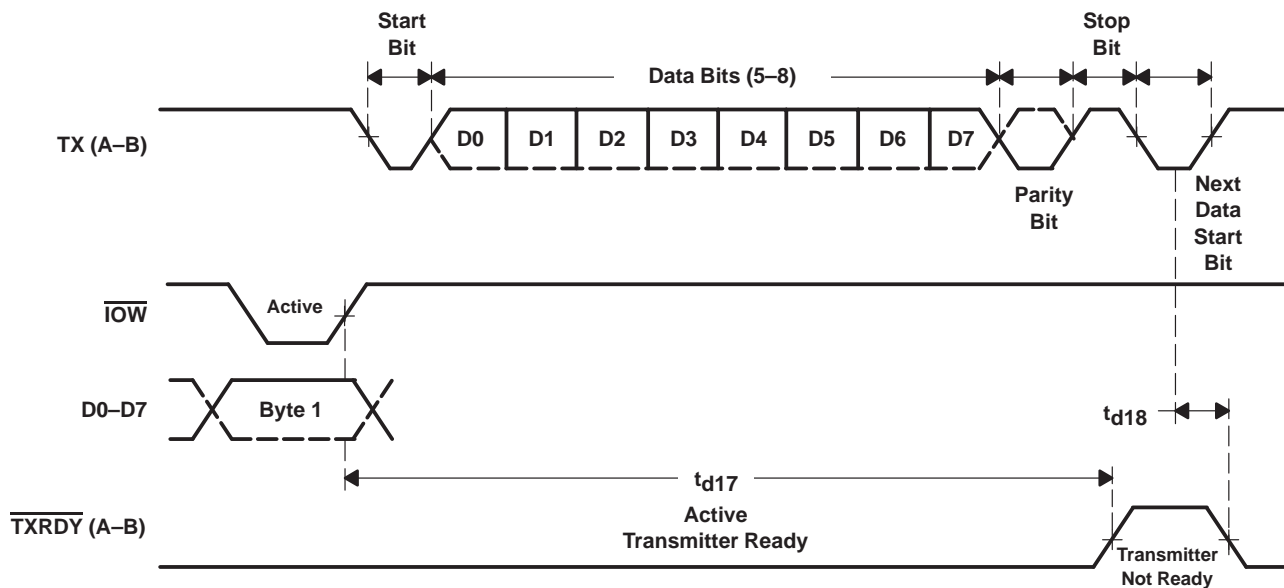 Start
Bit
Data Bits (5–8)
Stop
Bit
TX (A–B)
D0
D1
D2
D3
D4
D5
D6
D7
Parity
Bit
Next
Data
Start
Bit
IOW
Active
D0–D7
Byte 1
td18
td17
TXRDY (A–B)
Active
Transmitter Ready
Transmitter
Not Ready